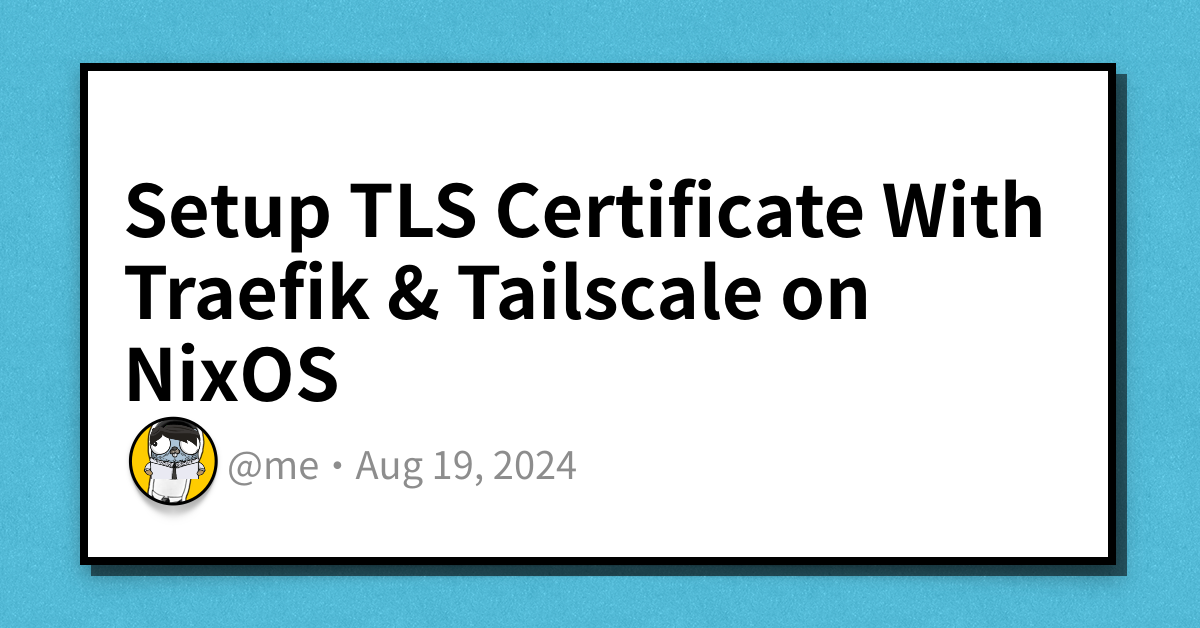 Setup TLS Certificate With
Traefik & Tailscale on
NixOS
@me • Aug 19, 2024